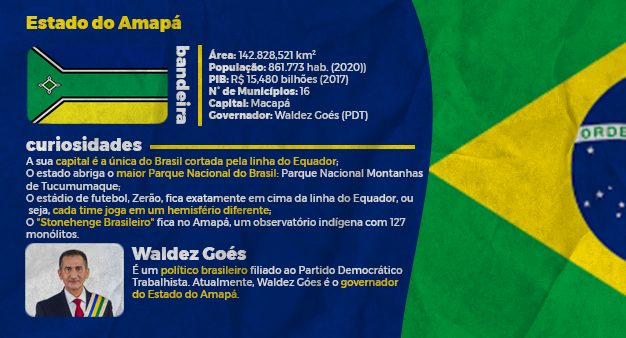 Estado do Amapá
bandeira
Área: 142.828,521 km²
População: 861.773 hab. (2020))
PIB: R$ 15,480 bilhões (2017)
N° de Municípios: 16
Capital: Macapá
Governador: Waldez Goés (PDT)
curiosidades
A sua capital é a única do Brasil cortada pela linha do Equador;
O estado abriga o maior Parque Nacional do Brasil: Parque Nacional Montanhas
de Tucumumaque;
O estádio de futebol, Zerão, fica exatamente em cima da linha do Equador, ou
seja, cada time joga em um hemisfério diferente;
O "Stonehenge Brasileiro" fica no Amapá, um observatório indígena com 127
monólitos.
Waldez Goés
É um político brasileiro filiado ao Partido Democrático
Trabalhista. Atualmente, Waldez Góes é o governador
do Estado do Amapá.
ORDE